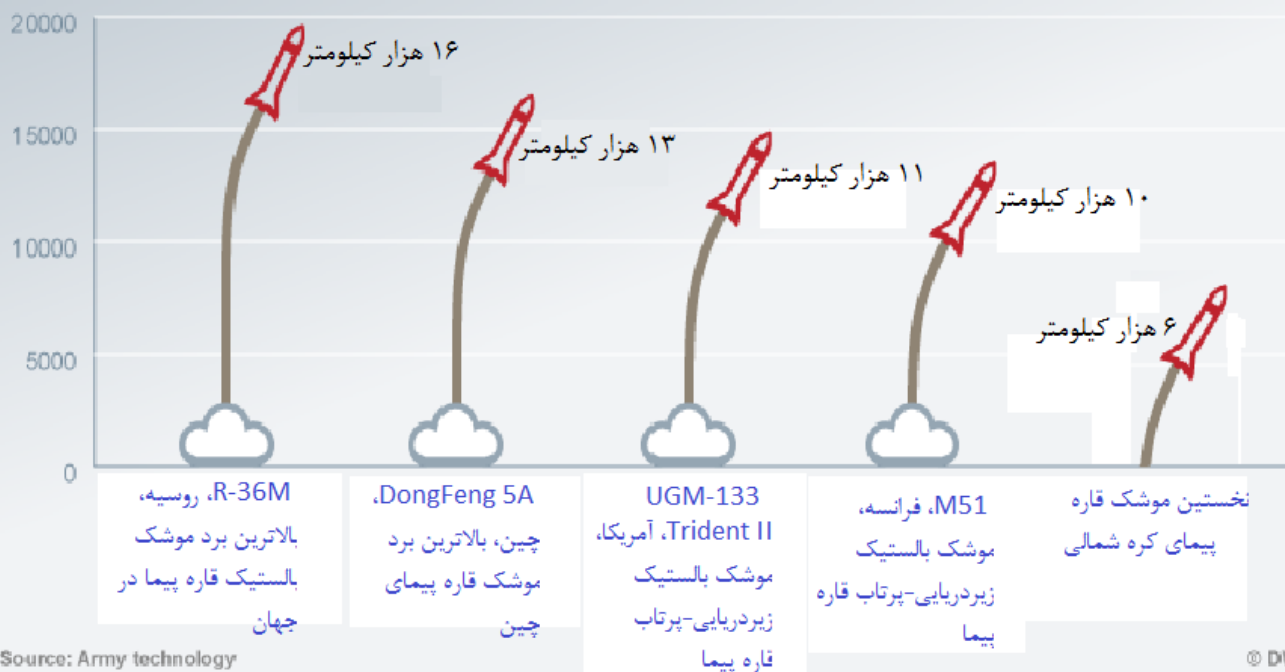 20000
15000
10000
5000
0
۱۶ هزار کیلومتر
۱۳ هزار کیلومتر
۱۱ هزار کیلومتر
۱۰ هزار کیلومتر
۶ هزار کیلومتر
R-36M، روسیه،
بالاترین برد موشک
بالستیک قاره پیما در
جهان
DongFeng 5A،
چین، بالاترین برد
موشک قاره پیمای
چین
UGM-133
Trident II، آمریکا،
موشک بالستیک
زیردریایی-پرتاب
قاره پیما
M51، فرانسه،
موشک بالستیک
زیردریایی-پرتاب قاره
پیما
نخستین موشک قاره
پیمای کره شمالی
Source: Army technology
©